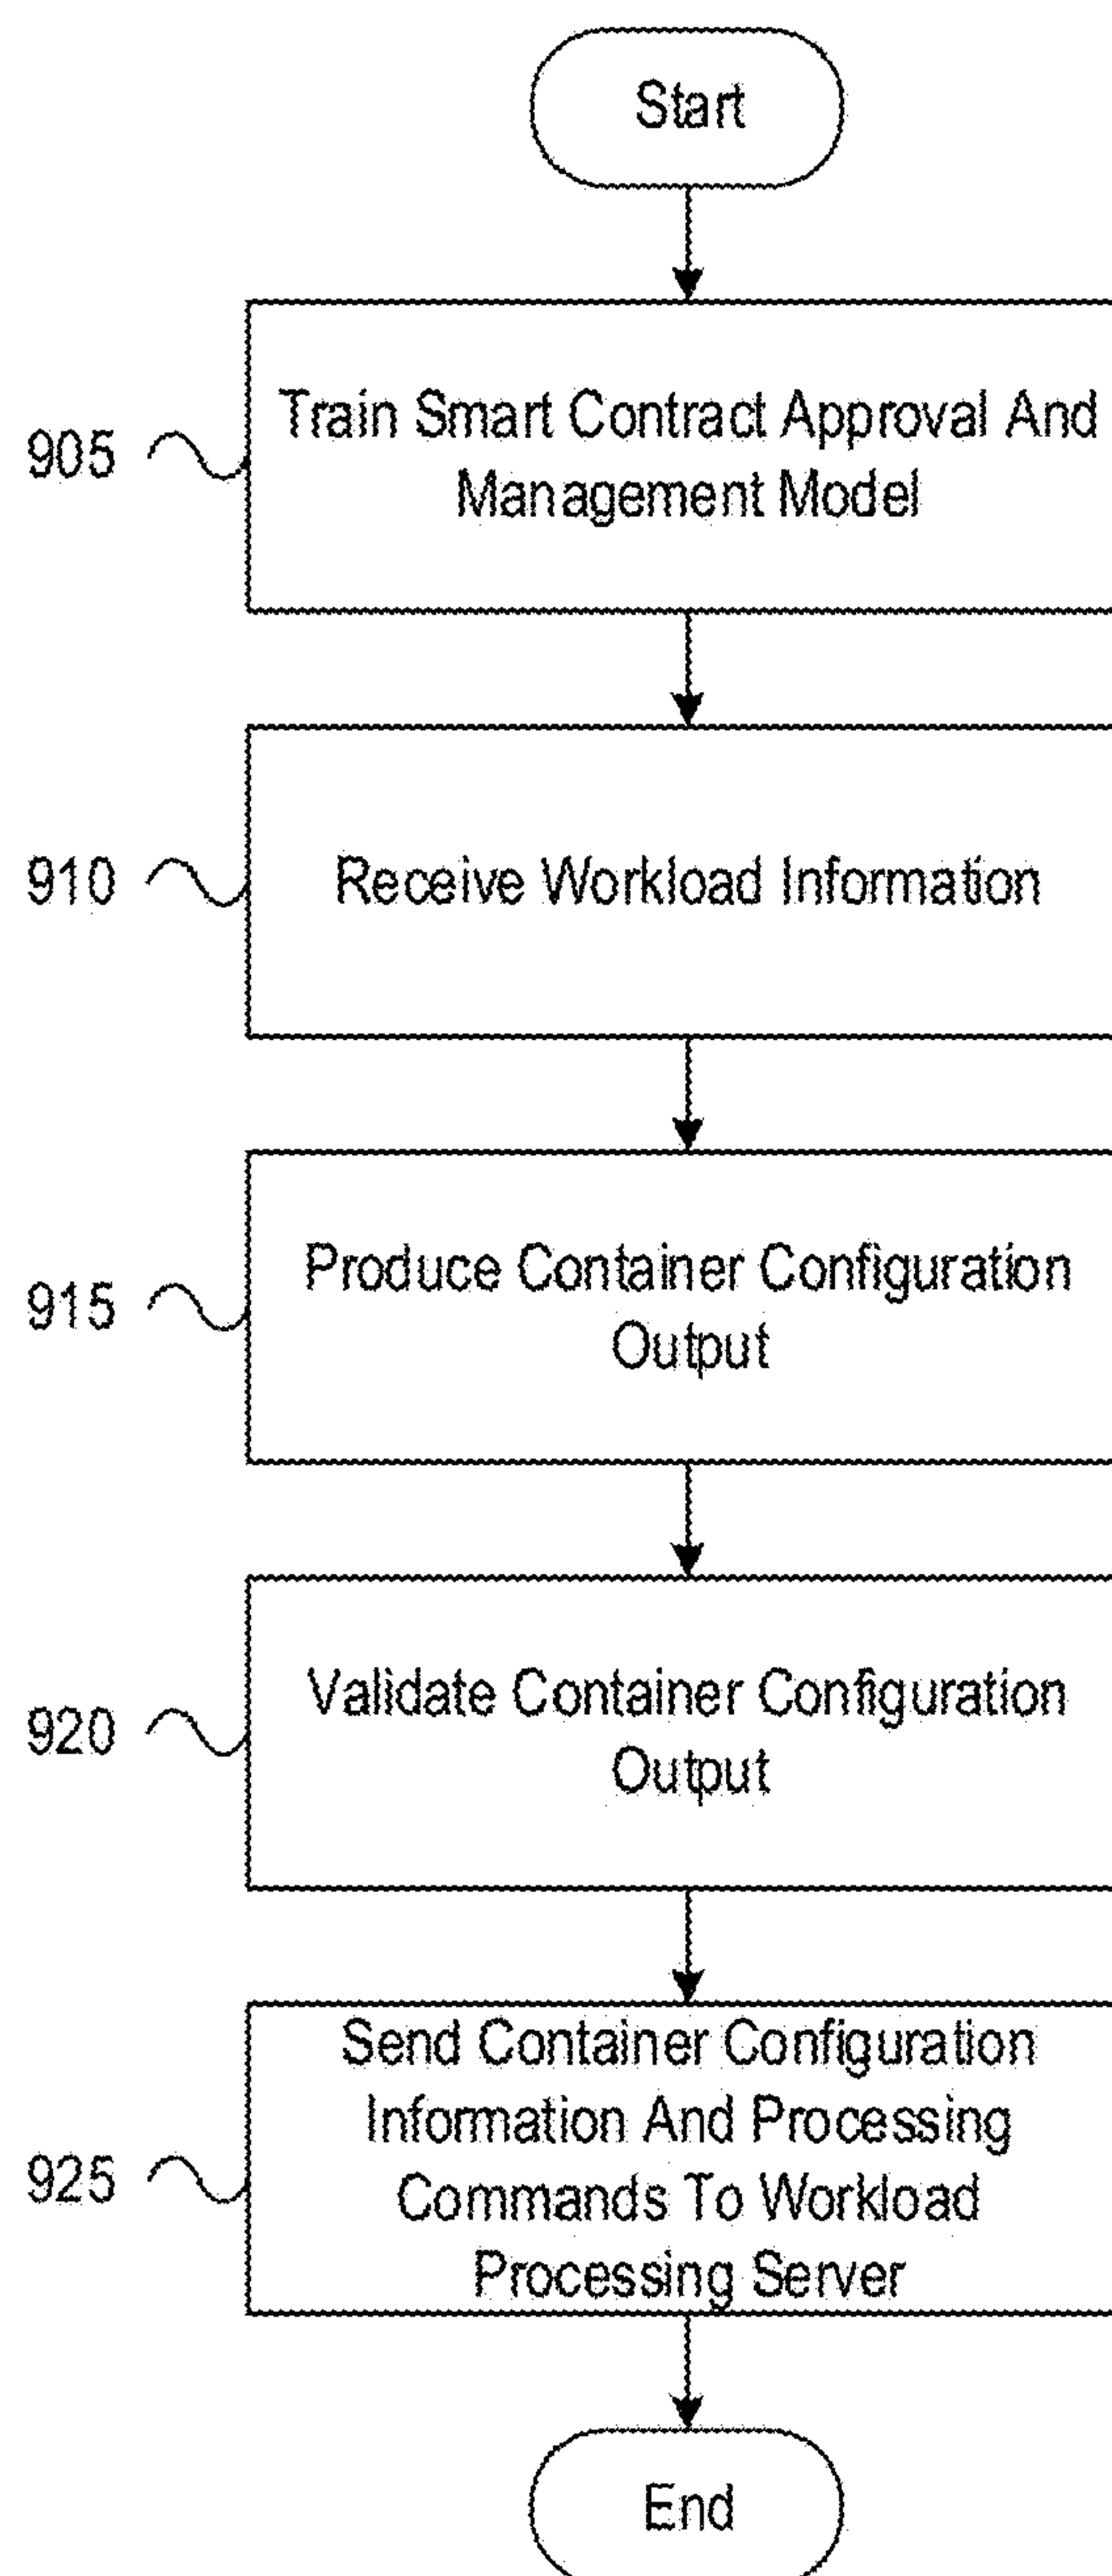 Start
905
Train Smart Contract Approval And
Management Model
910
Receive Workload Information
915
Produce Container Configuration
Output
920
Validate Container Configuration
Output
925
Send Container Configuration
Information And Processing
Commands To Workload
Processing Server
End